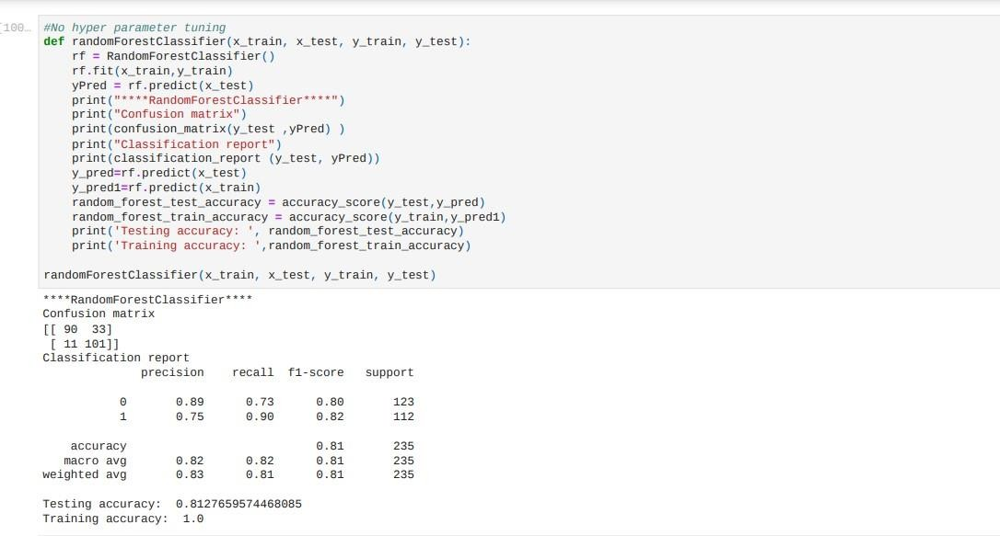 [100…
#No hyper parameter tuning
def randomForestClassifier(x_train, x_test, y_train, y_test):
    rf = RandomForestClassifier()
    rf.fit(x_train,y_train)
    yPred = rf.predict(x_test)
    print("****RandomForestClassifier****")
    print("Confusion matrix")
    print(confusion_matrix(y_test ,yPred) )
    print("Classification report")
    print(classification_report (y_test, yPred))
    y_pred=rf.predict(x_test)
    y_pred1=rf.predict(x_train)
    random_forest_test_accuracy = accuracy_score(y_test,y_pred)
    random_forest_train_accuracy = accuracy_score(y_train,y_pred1)
    print('Testing accuracy: ', random_forest_test_accuracy)
    print('Training accuracy: ',random_forest_train_accuracy)
randomForestClassifier(x_train, x_test, y_train, y_test)
****RandomForestClassifier****
Confusion matrix
[[ 90  33]
 [ 11 101]]
Classification report
              precision    recall  f1-score   support
           0       0.89      0.73      0.80       123
           1       0.75      0.90      0.82       112
    accuracy                           0.81       235
   macro avg       0.82      0.82      0.81       235
weighted avg       0.83      0.81      0.81       235
Testing accuracy:  0.8127659574468085
Training accuracy:  1.0